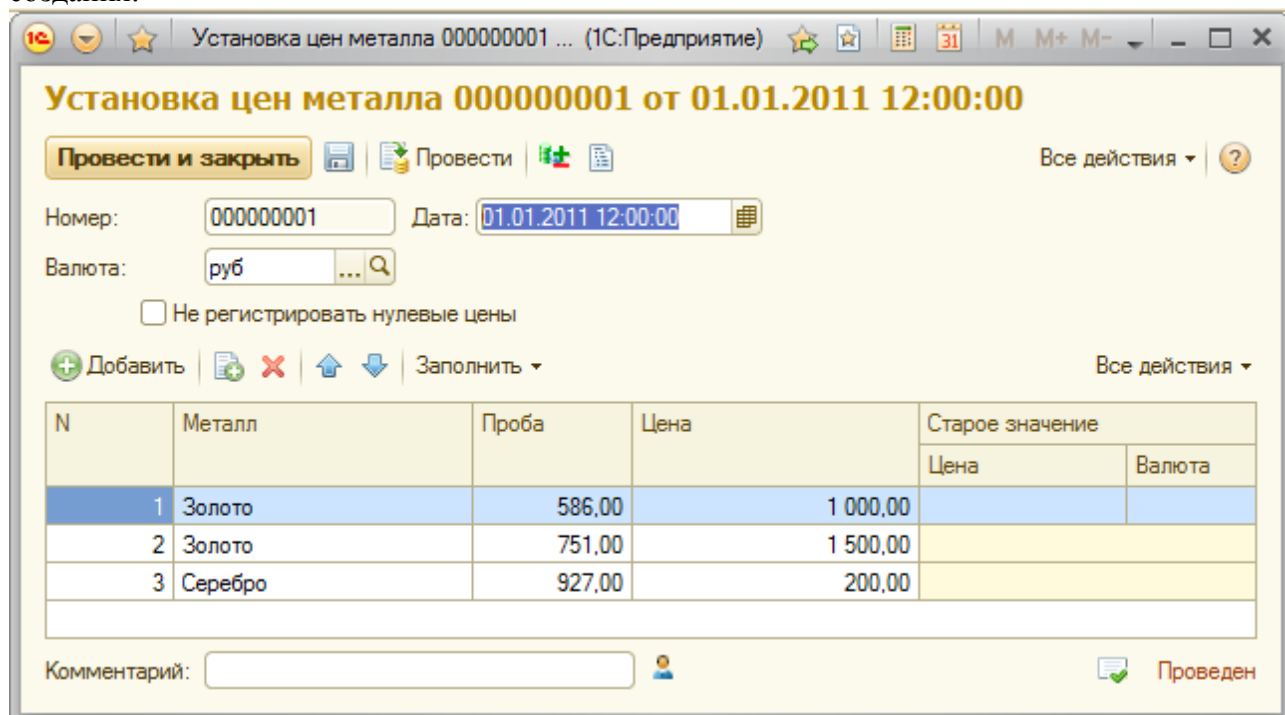 Установка цен металла 000000001 ... (1С:Предприятие) 31 M M+ M-
Установка цен металла 000000001 от 01.01.2011 12:00:00
Провести и закрыть Провести Все действия ?
Номер: 000000001 Дата: 01.01.2011 12:00:00
Валюта: руб ...
Не регистрировать нулевые цены
Добавить Заполнить Все действия
N Металл Проба Цена Старое значение
Цена Валюта
1 Золото 586,00 1 000,00
2 Золото 751,00 1 500,00
3 Серебро 927,00 200,00
Комментарий: Проведен